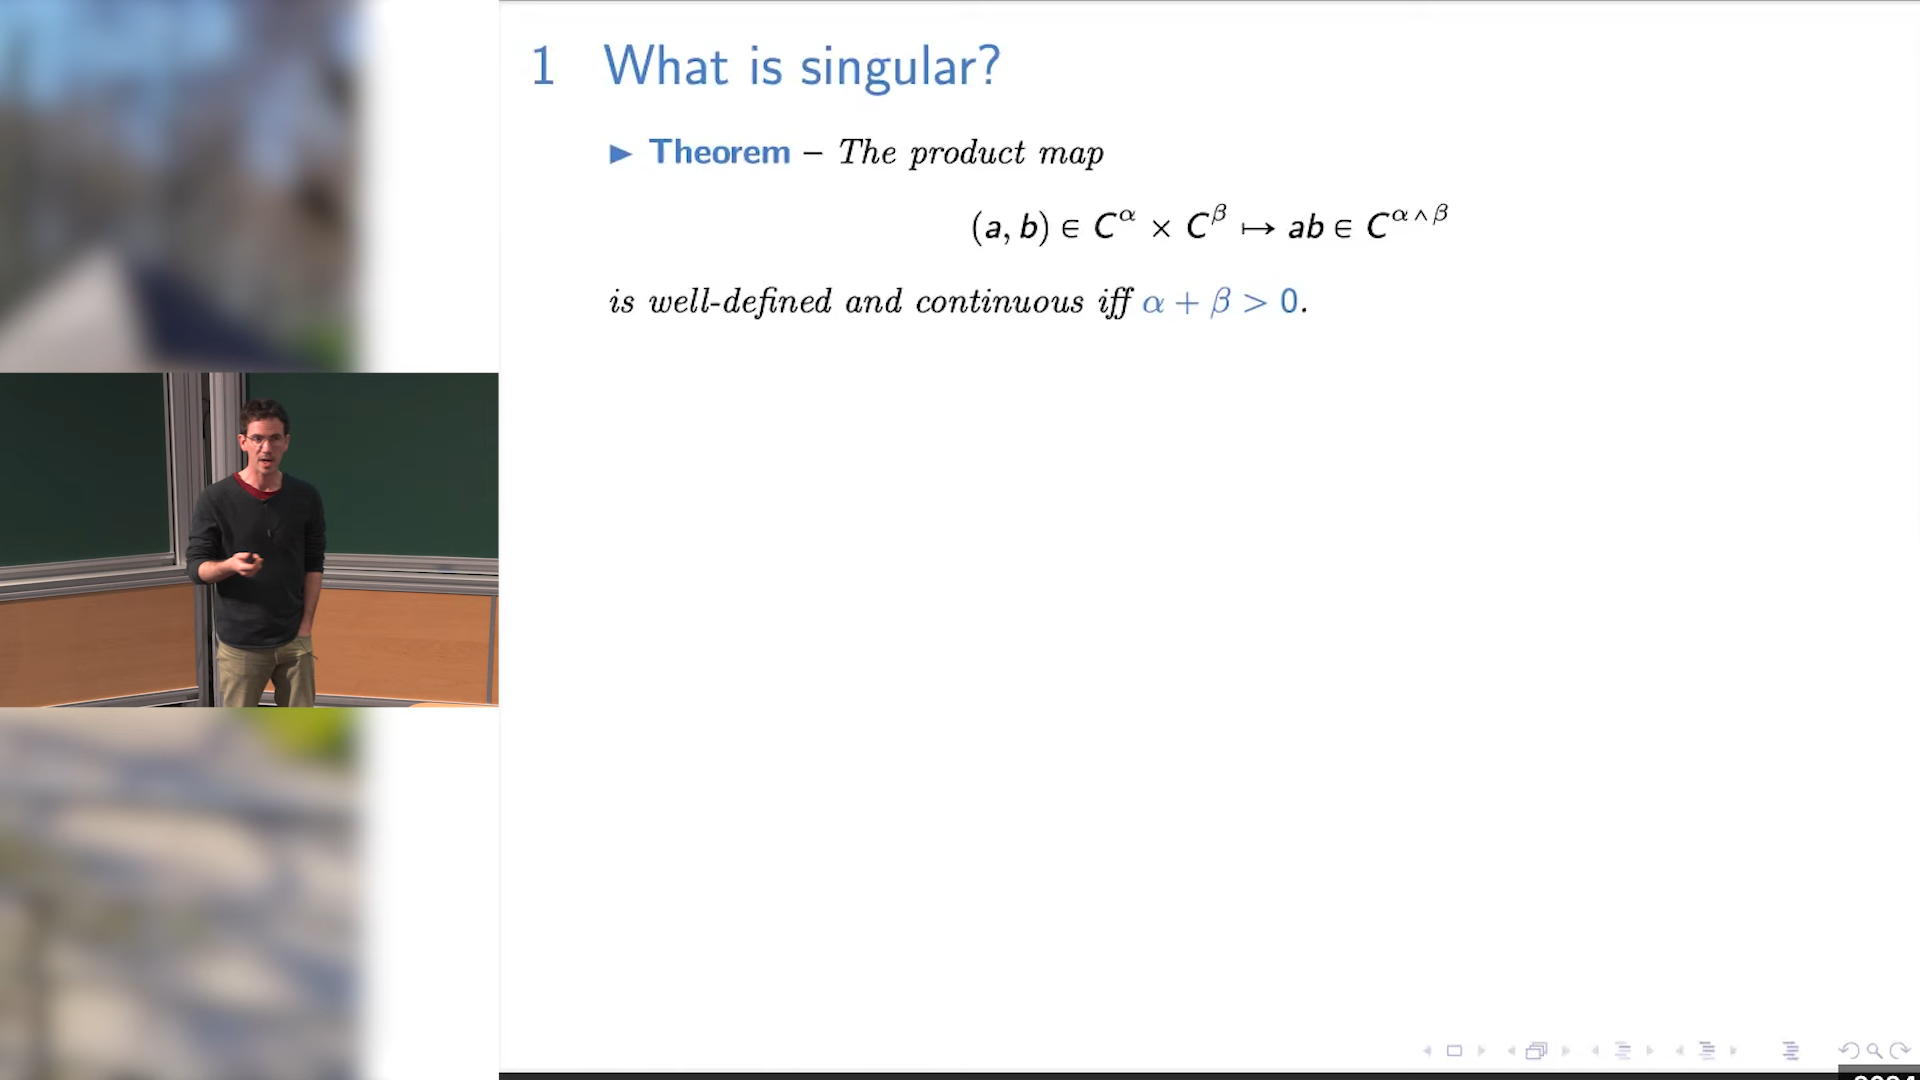 1 What is singular?
▶ Theorem – The product map
(a, b) ∈ C^α × C^β ↦ ab ∈ C^{α∧β}
is well-defined and continuous iff α + β > 0.